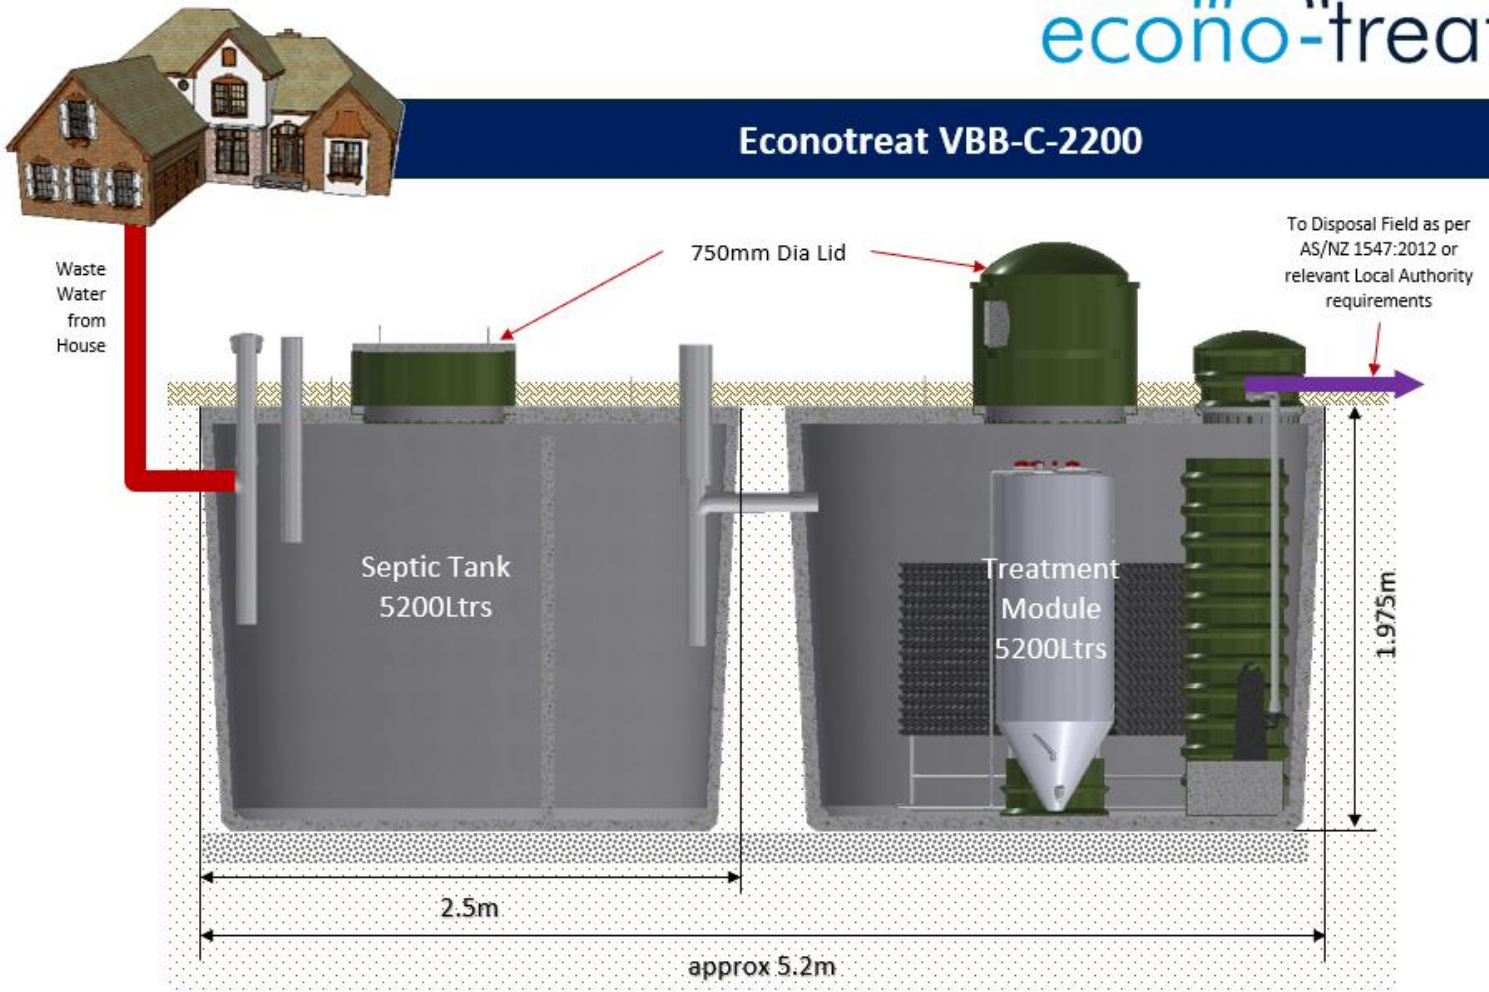 econo-treat
Econotreat VBB-C-2200
To Disposal Field as per
AS/NZ 1547:2012 or
relevant Local Authority
requirements
750mm Dia Lid
Waste
Water
from
House
Septic Tank
5200Ltrs
Treatment
Module
5200Ltrs
1.975m
2.5m
approx 5.2m